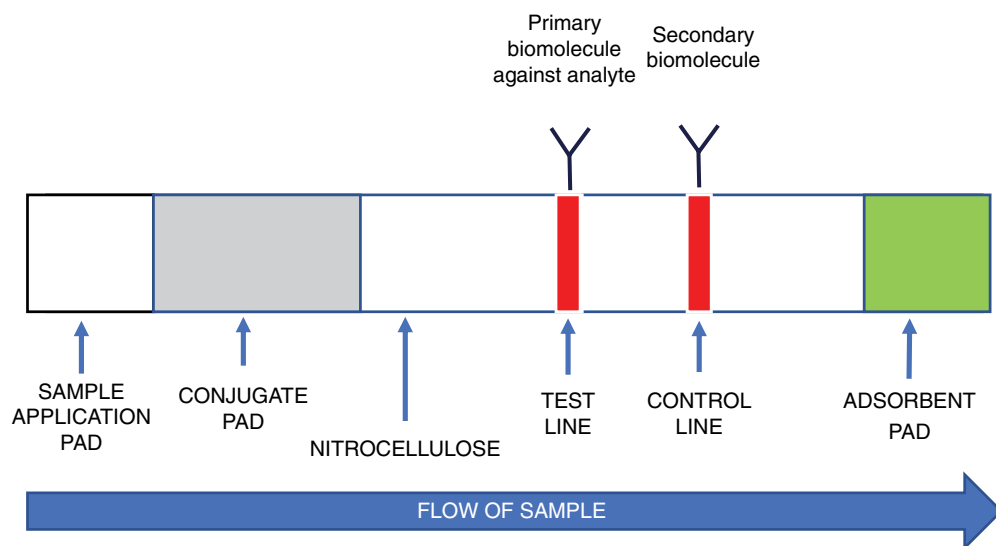 Primary
biomolecule
against analyte
Secondary
biomolecule
SAMPLE
APPLICATION
PAD
CONJUGATE
PAD
NITROCELLULOSE
TEST
LINE
CONTROL
LINE
ADSORBENT
PAD
FLOW OF SAMPLE